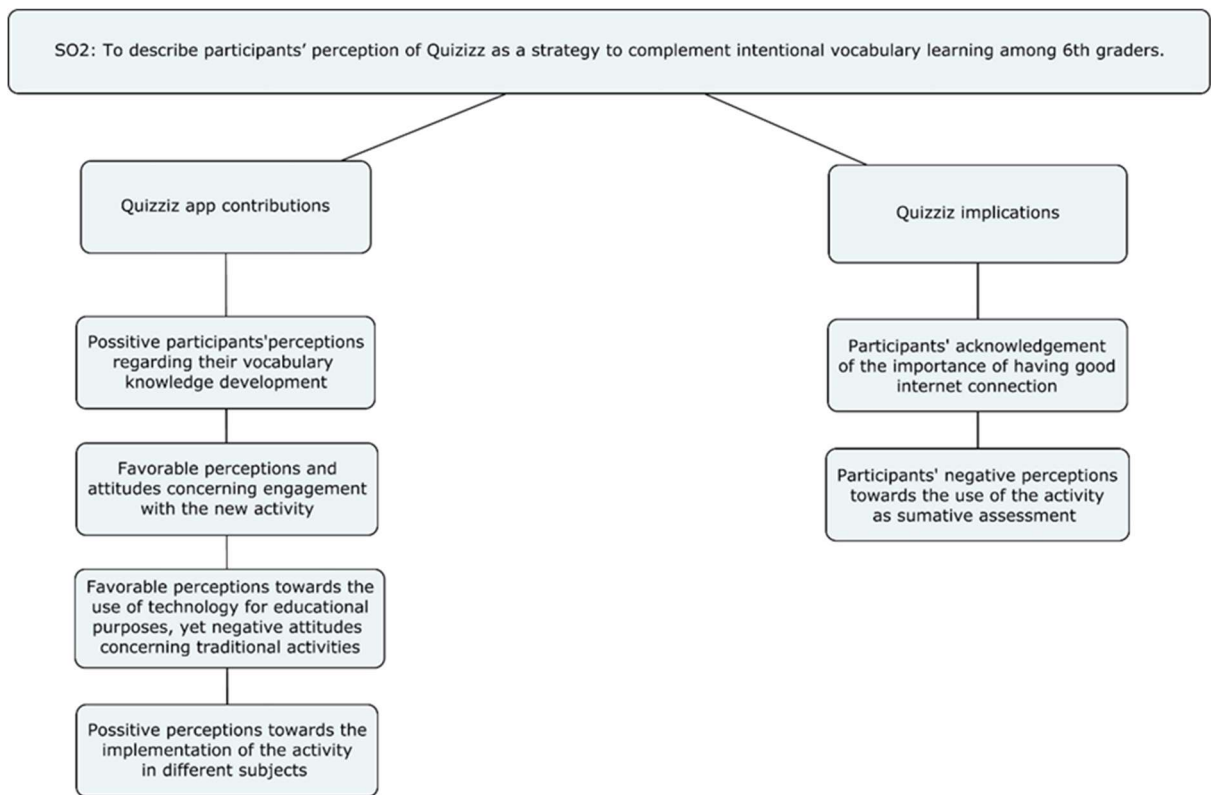 SO2: To describe participants' perception of Quizizz as a strategy to complement intentional vocabulary learning among 6th graders.
Quizziz app contributions
Possitive participants'perceptions
regarding their vocabulary
knowledge development
Favorable perceptions and
attitudes concerning engagement
with the new activity
Favorable perceptions towards the
use of technology for educational
purposes, yet negative attitudes
concerning traditional activities
Possitive perceptions towards the
implementation of the activity
in different subjects
Quizziz implications
Participants' acknowledgement
of the importance of having good
internet connection
Participants' negative perceptions
towards the use of the activity
as sumative assessment